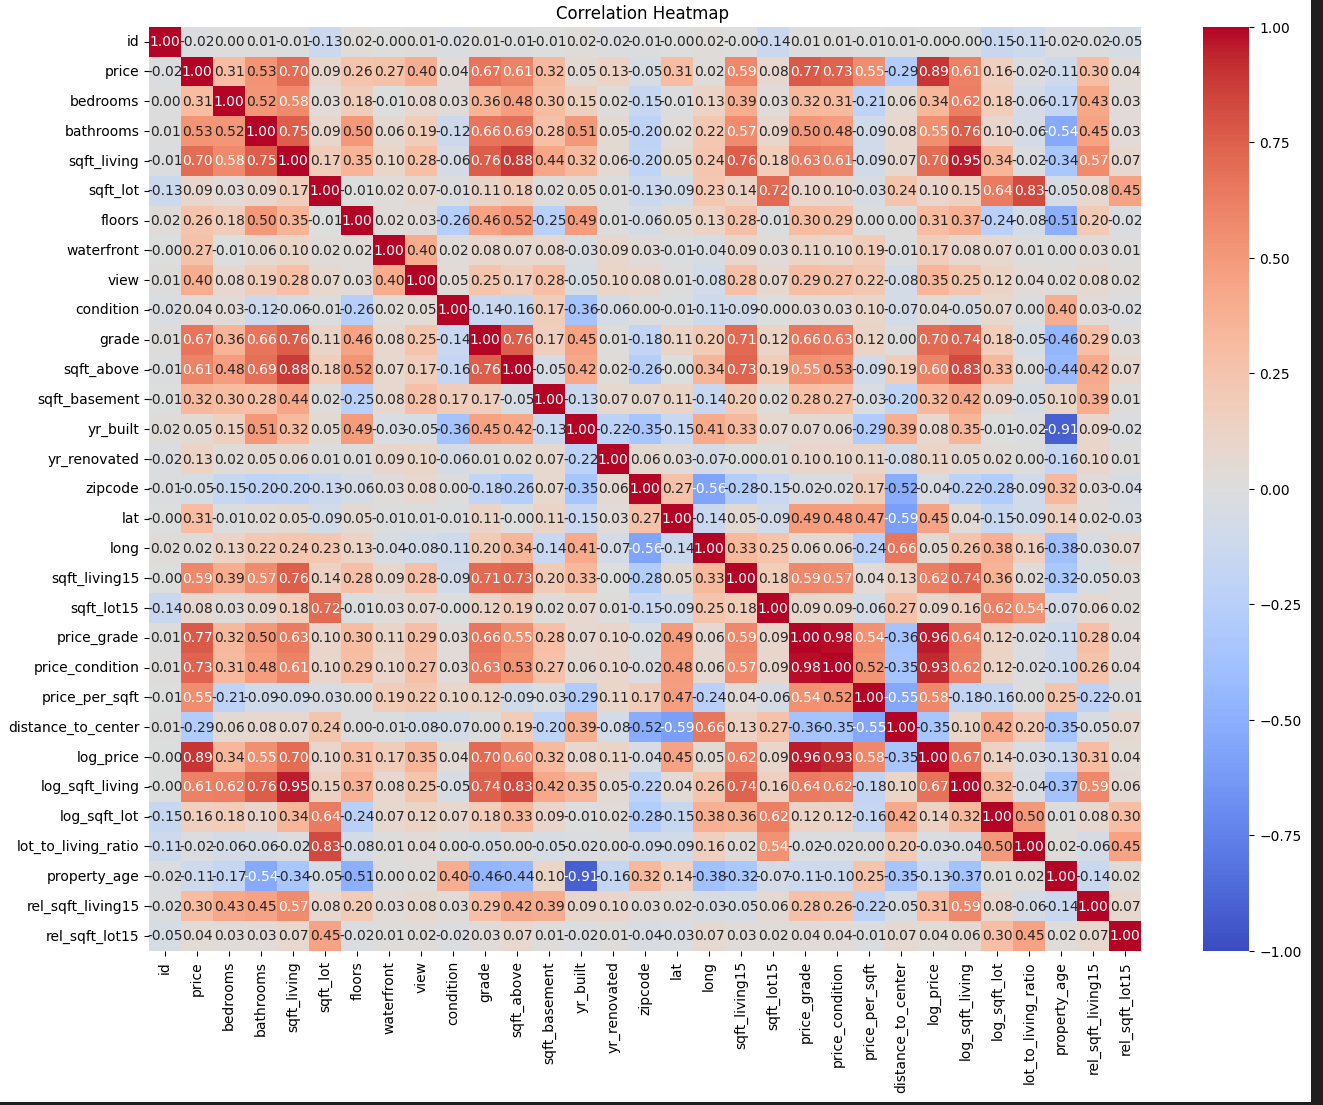 Correlation Heatmap
id 1.00 -0.02 0.00 0.01 -0.01 -0.13 0.02 -0.00 0.01 -0.02 0.01 -0.01 -0.01 0.02 -0.02 -0.01 -0.00 0.02 -0.00 -0.14 0.01 0.01 -0.01 0.01 -0.00 -0.00 -0.15 -0.11 -0.02 -0.02 -0.05
price -0.02 1.00 0.31 0.53 0.70 0.09 0.26 0.27 0.40 0.04 0.67 0.61 0.32 0.05 0.13 -0.05 0.31 0.02 0.59 0.08 0.77 0.73 0.55 -0.29 0.89 0.61 0.16 -0.02 -0.11 0.30 0.04
bedrooms 0.00 0.31 1.00 0.52 0.58 0.03 0.18 -0.01 0.08 0.03 0.36 0.48 0.30 0.15 0.02 -0.15 -0.01 0.13 0.39 0.03 0.32 0.31 -0.21 0.06 0.34 0.62 0.18 -0.06 -0.17 0.43 0.03
bathrooms 0.01 0.53 0.52 1.00 0.75 0.09 0.50 0.06 0.19 -0.12 0.66 0.69 0.28 0.51 0.05 -0.20 0.02 0.22 0.57 0.09 0.50 0.48 -0.09 0.08 0.55 0.76 0.10 -0.06 -0.54 0.45 0.03
sqft_living -0.01 0.70 0.58 0.75 1.00 0.17 0.35 0.10 0.28 -0.06 0.76 0.88 0.44 0.32 0.06 -0.20 0.05 0.24 0.76 0.18 0.63 0.61 -0.09 0.07 0.70 0.95 0.34 -0.02 -0.34 0.57 0.07
sqft_lot -0.13 0.09 0.03 0.09 0.17 1.00 -0.01 0.02 0.07 -0.01 0.11 0.18 0.02 0.05 0.01 -0.13 -0.09 0.23 0.14 0.72 0.10 0.10 -0.03 0.24 0.10 0.15 0.64 0.83 -0.05 0.08 0.45
floors 0.02 0.26 0.18 0.50 0.35 -0.01 1.00 0.02 0.03 -0.26 0.46 0.52 -0.25 0.49 0.01 -0.06 0.05 0.13 0.28 -0.01 0.30 0.29 0.00 0.00 0.31 0.37 -0.24 -0.08 -0.51 0.20 -0.02
waterfront -0.00 0.27 -0.01 0.06 0.10 0.02 0.02 1.00 0.40 0.02 0.08 0.07 0.08 -0.03 0.09 0.03 -0.01 -0.04 0.09 0.03 0.11 0.10 0.19 -0.01 0.17 0.08 0.07 0.01 0.00 0.03 0.01
view 0.01 0.40 0.08 0.19 0.28 0.07 0.03 0.40 1.00 0.05 0.25 0.17 0.28 -0.05 0.10 0.08 0.01 -0.08 0.28 0.07 0.29 0.27 0.22 -0.08 0.35 0.25 0.12 0.04 0.02 0.08 0.02
condition -0.02 0.04 0.03 -0.12 -0.06 -0.01 -0.26 0.02 0.05 1.00 -0.14 -0.16 0.17 -0.36 -0.06 0.00 -0.01 -0.11 -0.09 -0.00 0.03 0.03 0.10 -0.07 0.04 -0.05 0.07 0.00 0.40 0.03 -0.02
grade 0.01 0.67 0.36 0.66 0.76 0.11 0.46 0.08 0.25 -0.14 1.00 0.76 0.17 0.45 0.01 -0.18 0.11 0.20 0.71 0.12 0.66 0.63 0.12 0.00 0.70 0.74 0.18 -0.05 -0.46 0.29 0.03
sqft_above -0.01 0.61 0.48 0.69 0.88 0.18 0.52 0.07 0.17 -0.16 0.76 1.00 -0.05 0.42 0.02 -0.26 -0.00 0.34 0.73 0.19 0.55 0.53 -0.09 0.19 0.60 0.83 0.33 0.00 -0.44 0.42 0.07
sqft_basement -0.01 0.32 0.30 0.28 0.44 0.02 -0.25 0.08 0.28 0.17 0.17 -0.05 1.00 -0.13 0.07 0.07 0.11 -0.14 0.20 0.02 0.28 0.27 -0.03 -0.20 0.32 0.42 0.09 -0.05 0.10 0.39 0.01
yr_built 0.02 0.05 0.15 0.51 0.32 0.05 0.49 -0.03 -0.05 -0.36 0.45 0.42 -0.13 1.00 -0.22 -0.35 -0.15 0.41 0.33 0.07 0.07 0.06 -0.29 0.39 0.08 0.35 -0.01 -0.02 -0.91 0.09 -0.02
yr_renovated -0.02 0.13 0.02 0.05 0.06 0.01 0.01 0.09 0.10 -0.06 0.01 0.02 0.07 -0.22 1.00 0.06 0.03 -0.07 -0.00 0.01 0.10 0.10 0.11 -0.08 0.11 0.05 0.02 0.00 -0.16 0.10 0.01
zipcode -0.01 -0.05 -0.15 -0.20 -0.20 -0.13 -0.06 0.03 0.08 0.00 -0.18 -0.26 0.07 -0.35 0.06 1.00 0.27 -0.56 -0.28 -0.15 -0.02 -0.02 0.17 -0.52 -0.04 -0.22 -0.28 -0.09 0.32 0.03 -0.04
lat -0.00 0.31 -0.01 0.02 0.05 -0.09 0.05 -0.01 0.01 -0.01 0.11 -0.00 0.11 -0.15 0.03 0.27 1.00 -0.14 0.05 -0.09 0.49 0.48 0.47 -0.59 0.45 0.04 -0.15 -0.09 0.14 0.02 -0.03
long 0.02 0.02 0.13 0.22 0.24 0.23 0.13 -0.04 -0.08 -0.11 0.20 0.34 -0.14 0.41 -0.07 -0.56 -0.14 1.00 0.33 0.25 0.06 0.06 -0.24 0.66 0.05 0.26 0.38 0.16 -0.38 -0.03 0.07
sqft_living15 -0.00 0.59 0.39 0.57 0.76 0.14 0.28 0.09 0.28 -0.09 0.71 0.73 0.20 0.33 -0.00 -0.28 0.05 0.33 1.00 0.18 0.59 0.57 0.04 0.13 0.62 0.74 0.36 0.02 -0.32 -0.05 0.03
sqft_lot15 -0.14 0.08 0.03 0.09 0.18 0.72 -0.01 0.03 0.07 -0.00 0.12 0.19 0.02 0.07 0.01 -0.15 -0.09 0.25 0.18 1.00 0.09 0.09 -0.06 0.27 0.09 0.16 0.62 0.54 -0.07 0.06 0.02
price_grade 0.01 0.77 0.32 0.50 0.63 0.10 0.30 0.11 0.29 0.03 0.66 0.55 0.28 0.07 0.10 -0.02 0.49 0.06 0.59 0.09 1.00 0.98 0.54 -0.36 0.96 0.64 0.12 -0.02 -0.11 0.28 0.04
price_condition 0.01 0.73 0.31 0.48 0.61 0.10 0.29 0.10 0.27 0.03 0.63 0.53 0.27 0.06 0.10 -0.02 0.48 0.06 0.57 0.09 0.98 1.00 0.52 -0.35 0.93 0.62 0.12 -0.02 -0.10 0.26 0.04
price_per_sqft -0.01 0.55 -0.21 -0.09 -0.09 -0.03 0.00 0.19 0.22 0.10 0.12 -0.09 -0.03 -0.29 0.11 0.17 0.47 -0.24 0.04 -0.06 0.54 0.52 1.00 -0.55 0.58 -0.18 -0.16 0.00 0.25 -0.22 -0.01
distance_to_center 0.01 -0.29 0.06 0.08 0.07 0.24 0.00 -0.01 -0.08 -0.07 0.00 0.19 -0.20 0.39 -0.08 -0.52 -0.59 0.66 0.13 0.27 -0.36 -0.35 -0.55 1.00 -0.35 0.10 0.42 0.20 -0.35 -0.05 0.07
log_price -0.00 0.89 0.34 0.55 0.70 0.10 0.31 0.17 0.35 0.04 0.70 0.60 0.32 0.08 0.11 -0.04 0.45 0.05 0.62 0.09 0.96 0.93 0.58 -0.35 1.00 0.67 0.14 -0.03 -0.13 0.31 0.04
log_sqft_living -0.00 0.61 0.62 0.76 0.95 0.15 0.37 0.08 0.25 -0.05 0.74 0.83 0.42 0.35 0.05 -0.22 0.04 0.26 0.74 0.16 0.64 0.62 -0.18 0.10 0.67 1.00 0.32 -0.04 -0.37 0.59 0.06
log_sqft_lot -0.15 0.16 0.18 0.10 0.34 0.64 -0.24 0.07 0.12 0.07 0.18 0.33 0.09 -0.01 0.02 -0.28 -0.15 0.38 0.36 0.62 0.12 0.12 -0.16 0.42 0.14 0.32 1.00 0.50 0.01 0.08 0.30
lot_to_living_ratio -0.11 -0.02 -0.06 -0.06 -0.02 0.83 -0.08 0.01 0.04 0.00 -0.05 0.00 -0.05 -0.02 0.00 -0.09 -0.09 0.16 0.02 0.54 -0.02 -0.02 0.00 0.20 -0.03 -0.04 0.50 1.00 0.02 -0.06 0.45
property_age -0.02 -0.11 -0.17 -0.54 -0.34 -0.05 -0.51 0.00 0.02 0.40 -0.46 -0.44 0.10 -0.91 -0.16 0.32 0.14 -0.38 -0.32 -0.07 -0.11 -0.10 0.25 -0.35 -0.13 -0.37 0.01 0.02 1.00 -0.14 0.02
rel_sqft_living15 -0.02 0.30 0.43 0.45 0.57 0.08 0.20 0.03 0.08 0.03 0.29 0.42 0.39 0.09 0.10 0.03 0.02 -0.03 -0.05 0.06 0.28 0.26 -0.22 -0.05 0.31 0.59 0.08 -0.06 -0.14 1.00 0.07
rel_sqft_lot15 -0.05 0.04 0.03 0.03 0.07 0.45 -0.02 0.01 0.02 -0.02 0.03 0.07 0.01 -0.02 0.01 -0.04 -0.03 0.07 0.03 0.02 0.04 0.04 -0.01 0.07 0.04 0.06 0.30 0.45 0.02 0.07 1.00
id
price
bedrooms
bathrooms
sqft_living
sqft_lot
floors
waterfront
view
condition
grade
sqft_above
sqft_basement
yr_built
yr_renovated
zipcode
lat
long
sqft_living15
sqft_lot15
price_grade
price_condition
price_per_sqft
distance_to_center
log_price
log_sqft_living
log_sqft_lot
lot_to_living_ratio
property_age
rel_sqft_living15
rel_sqft_lot15
1.00
0.75
0.50
0.25
0.00
−0.25
−0.50
−0.75
−1.00